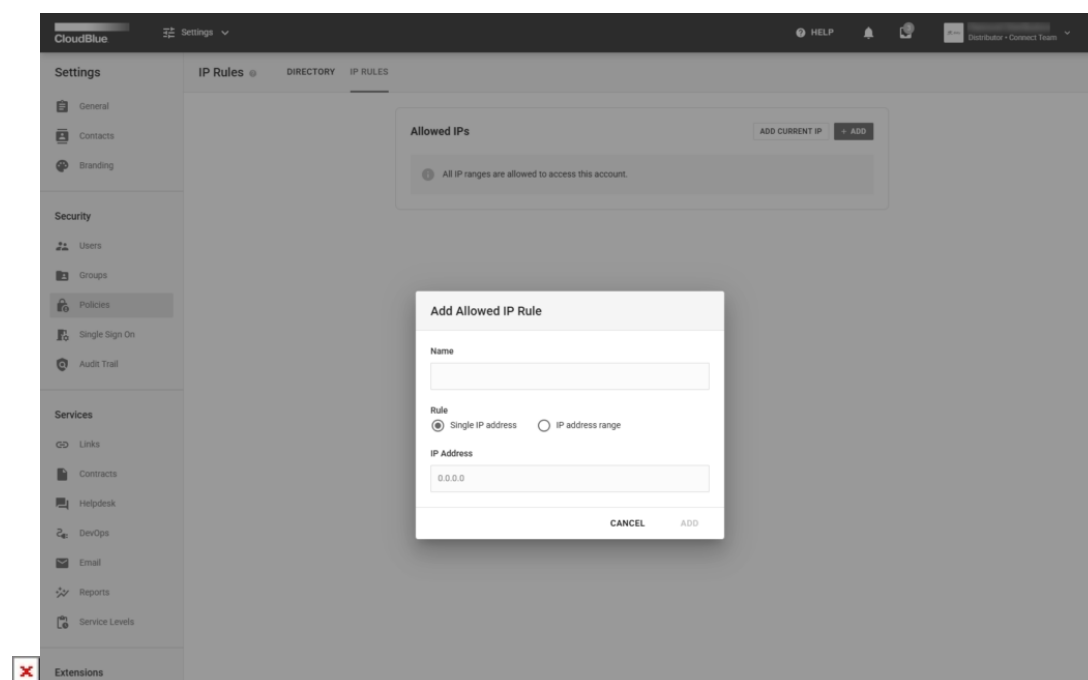 CloudBlue
Settings
HELP
Distributor • Connect Team
Settings
IP Rules
DIRECTORY
IP RULES
General
Contacts
Branding
Allowed IPs
ADD CURRENT IP
+ ADD
All IP ranges are allowed to access this account.
Security
Users
Groups
Policies
Single Sign On
Audit Trail
Add Allowed IP Rule
Name
Rule
Single IP address
IP address range
IP Address
0.0.0.0
CANCEL
ADD
Services
Links
Contracts
Helpdesk
DevOps
Email
Reports
Service Levels
Extensions